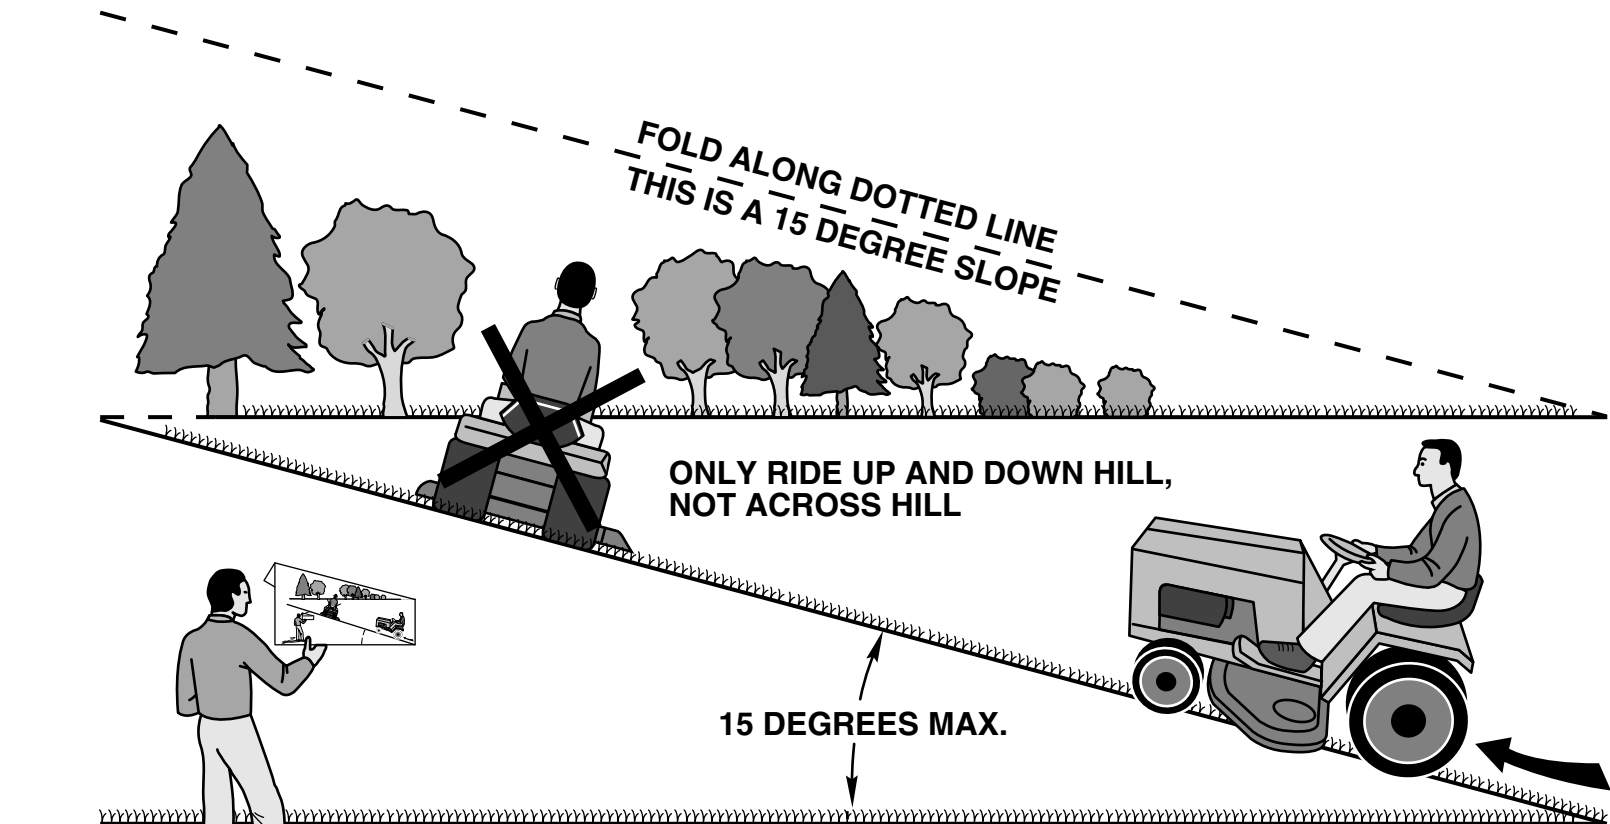 FOLD ALONG DOTTED LINE
THIS IS A 15 DEGREE SLOPE
ONLY RIDE UP AND DOWN HILL,
NOT ACROSS HILL
15 DEGREES MAX.